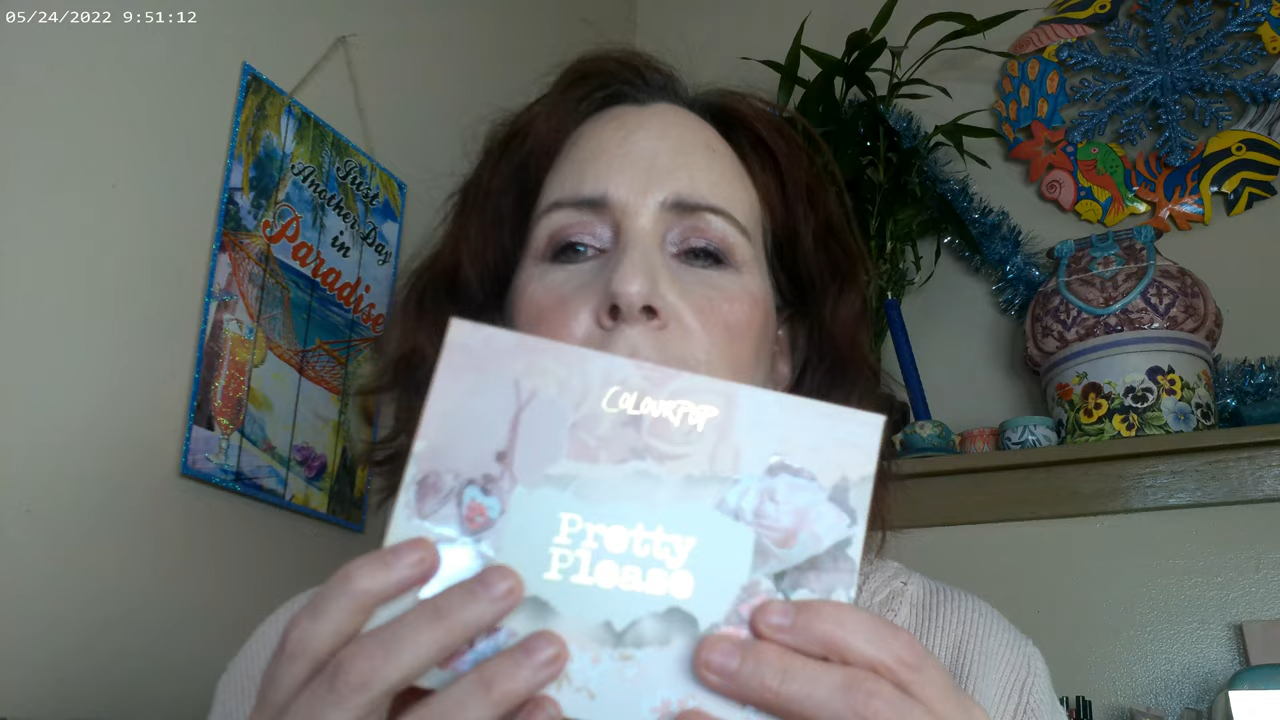 05/24/2022 9:51:12
Just
Another Day
in
Paradise
COLOURPOP
Pretty
Please